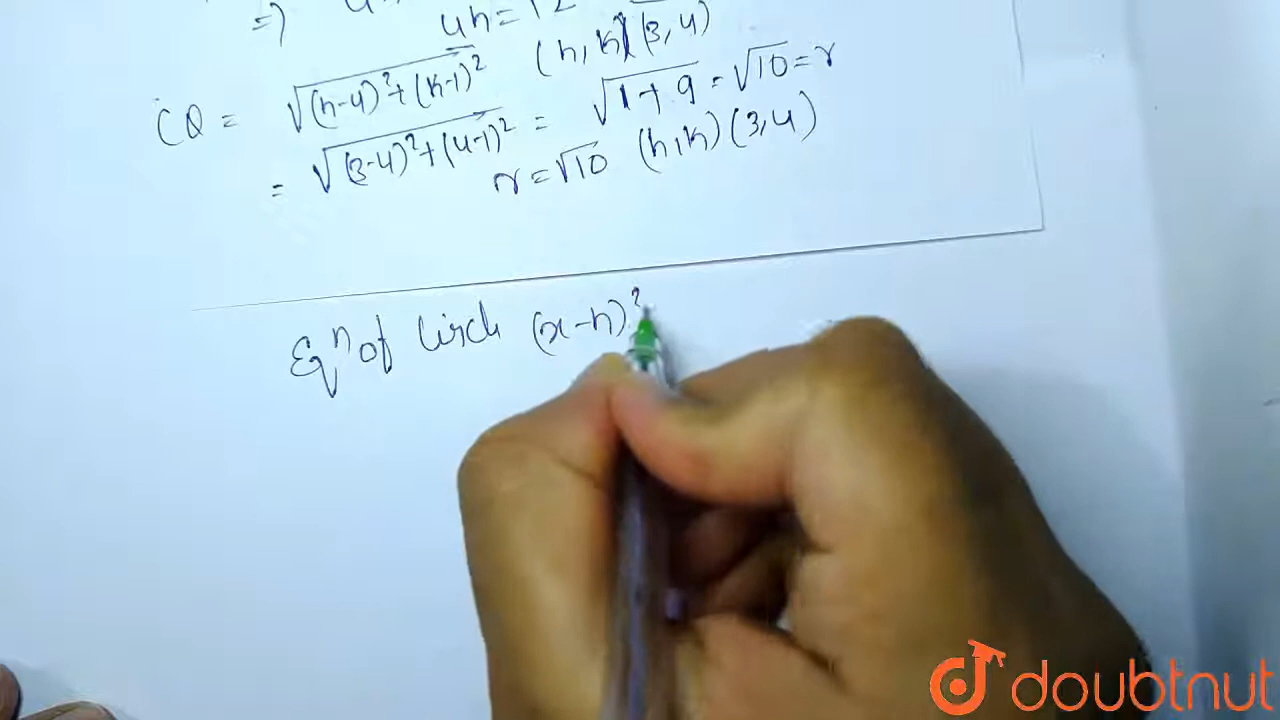 =>
4h = 12
CQ = √(h-4)²+(k-1)² (h,k)(3,4)
= √(3-4)²+(4-1)² = √1+9 = √10 = r
r = √10 (h,k)(3,4)
Eqⁿ of Circle (x-h)²
doubtnut